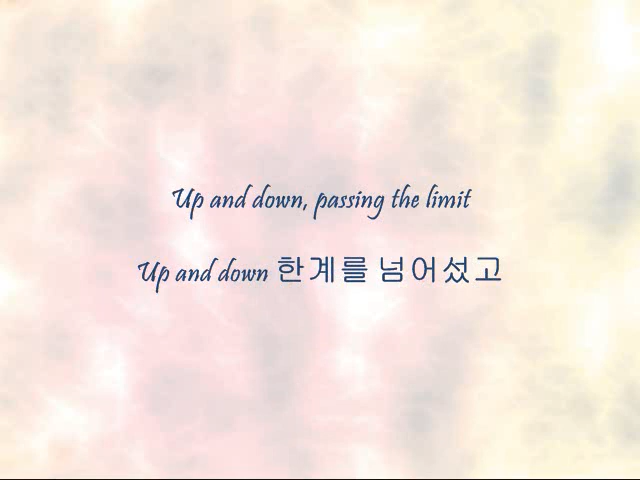 Up and down, passing the limit
Up and down 한계를 넘어섰고